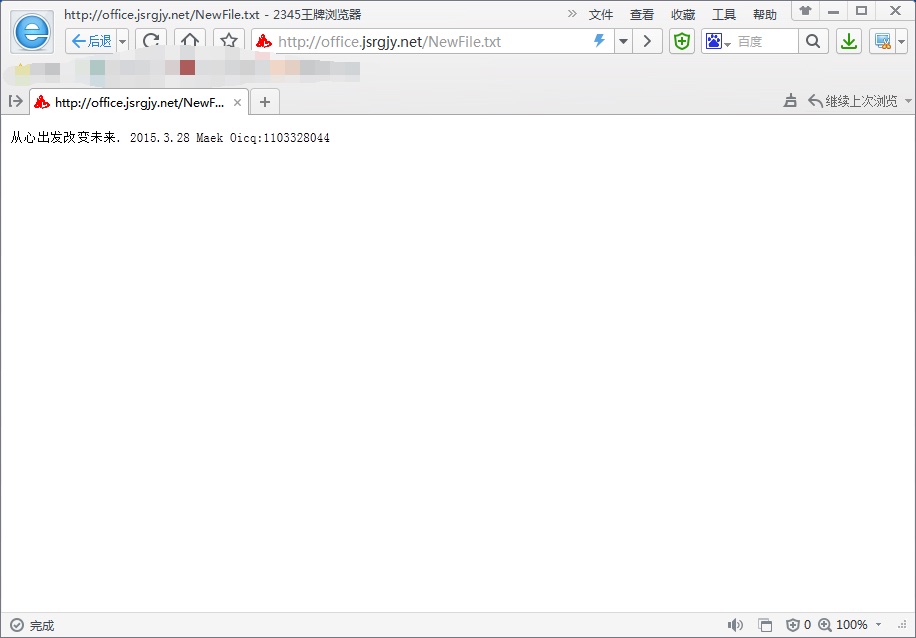 http://office.jsrgjy.net/NewFile.txt - 2345王牌浏览器
» 文件 查看 收藏 工具 帮助
后退
http://office.jsrgjy.net/NewFile.txt
百度
http://office.jsrgjy.net/NewF...
继续上次浏览
从心出发改变未来. 2015.3.28 Maek Oicq:1103328044
完成
0
100%